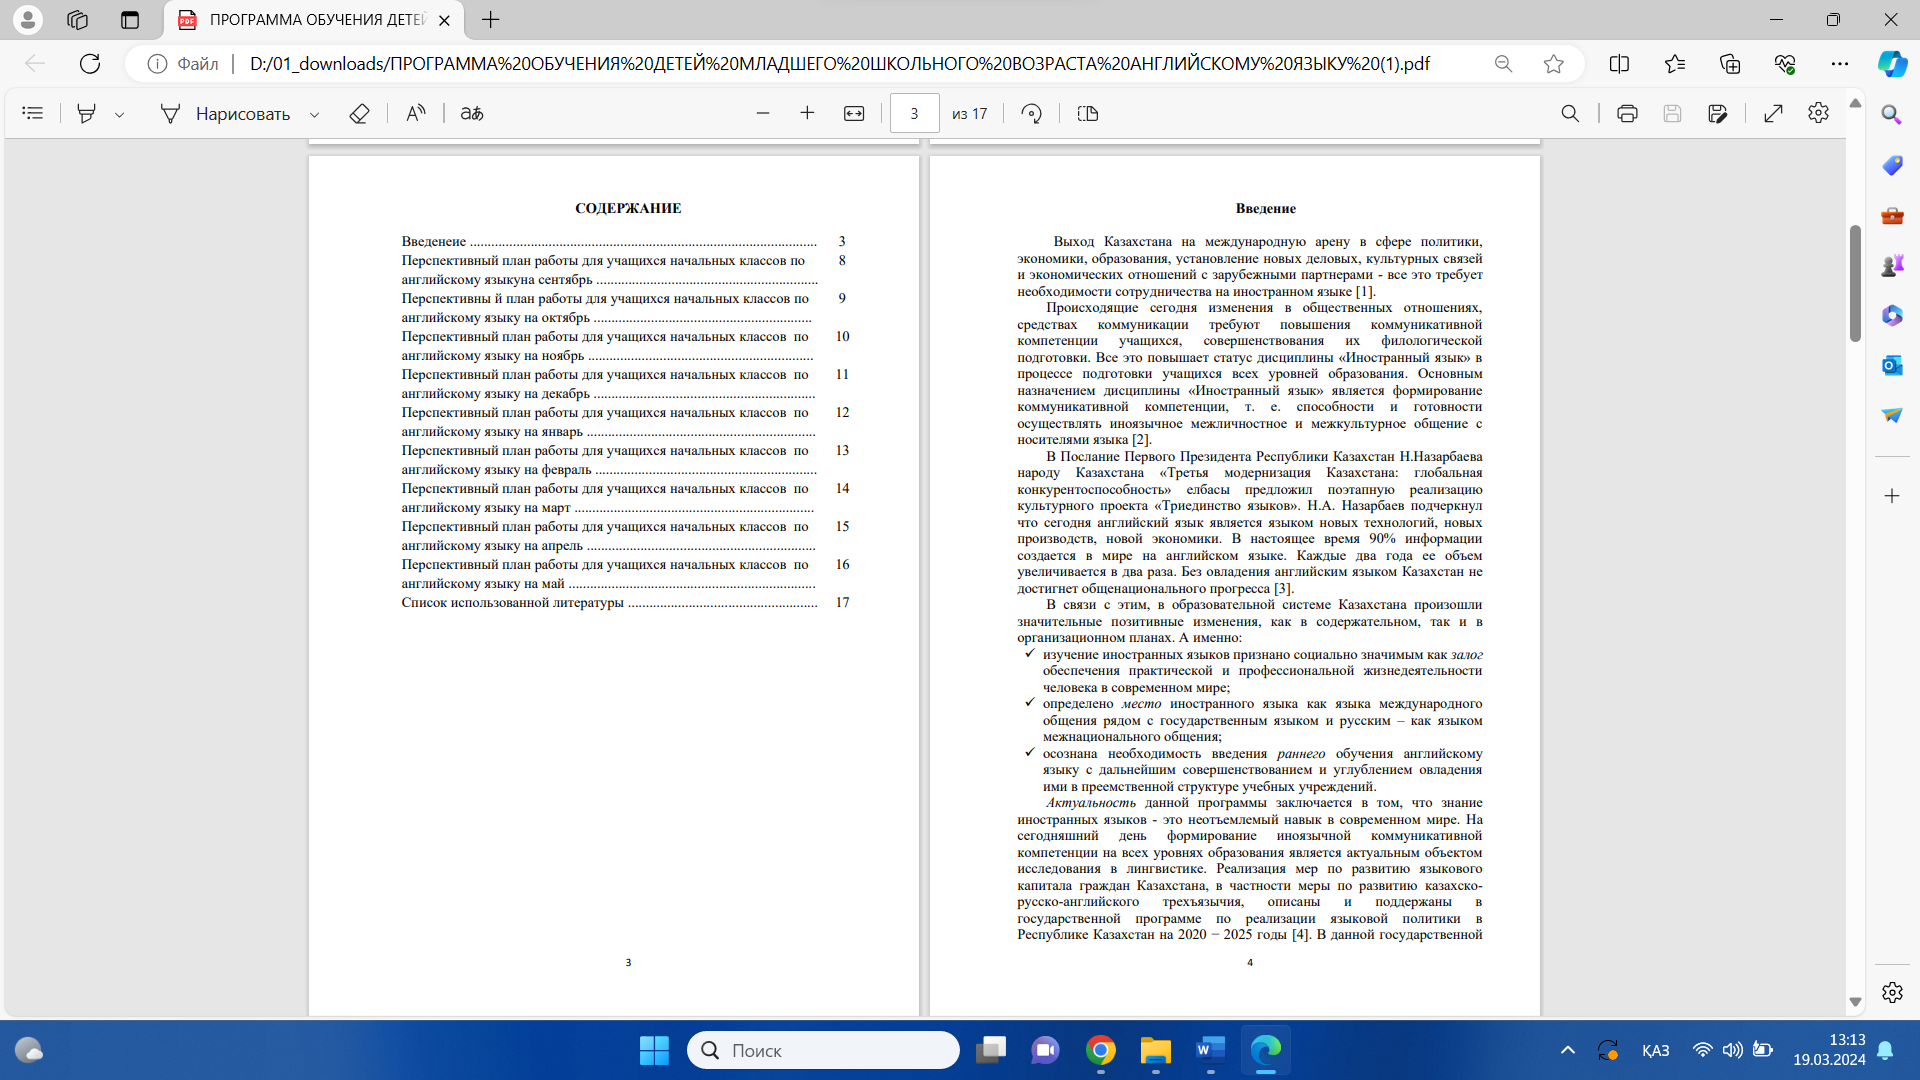 ПРОГРАММА ОБУЧЕНИЯ ДЕТЕЙ
Файл
D:/01_downloads/ПРОГРАММА%20ОБУЧЕНИЯ%20ДЕТЕЙ%20МЛАДШЕГО%20ШКОЛЬНОГО%20ВОЗРАСТА%20АНГЛИЙСКОМУ%20ЯЗЫКУ%20(1).pdf
Нарисовать
3 из 17
СОДЕРЖАНИЕ
Введенеие ................................................................................................ 3
Перспективный план работы для учащихся начальных классов по 8
английскому языкуна сентябрь ..............................................................
Перспективны й план работы для учащихся начальных классов по 9
английскому языку на октябрь .............................................................
Перспективный план работы для учащихся начальных классов по 10
английскому языку на ноябрь ...............................................................
Перспективный план работы для учащихся начальных классов по 11
английскому языку на декабрь ..............................................................
Перспективный план работы для учащихся начальных классов по 12
английскому языку на январь ................................................................
Перспективный план работы для учащихся начальных классов по 13
английскому языку на февраль ..............................................................
Перспективный план работы для учащихся начальных классов по 14
английскому языку на март ...................................................................
Перспективный план работы для учащихся начальных классов по 15
английскому языку на апрель ................................................................
Перспективный план работы для учащихся начальных классов по 16
английскому языку на май .....................................................................
Список использованной литературы ..................................................... 17
3
Введение
Выход Казахстана на международную арену в сфере политики,
экономики, образования, установление новых деловых, культурных связей
и экономических отношений с зарубежными партнерами - все это требует
необходимости сотрудничества на иностранном языке [1].
Происходящие сегодня изменения в общественных отношениях,
средствах коммуникации требуют повышения коммуникативной
компетенции учащихся, совершенствования их филологической
подготовки. Все это повышает статус дисциплины «Иностранный язык» в
процессе подготовки учащихся всех уровней образования. Основным
назначением дисциплины «Иностранный язык» является формирование
коммуникативной компетенции, т. е. способности и готовности
осуществлять иноязычное межличностное и межкультурное общение с
носителями языка [2].
В Послание Первого Президента Республики Казахстан Н.Назарбаева
народу Казахстана «Третья модернизация Казахстана: глобальная
конкурентоспособность» елбасы предложил поэтапную реализацию
культурного проекта «Триединство языков». Н.А. Назарбаев подчеркнул
что сегодня английский язык является языком новых технологий, новых
производств, новой экономики. В настоящее время 90% информации
создается в мире на английском языке. Каждые два года ее объем
увеличивается в два раза. Без овладения английским языком Казахстан не
достигнет общенационального прогресса [3].
В связи с этим, в образовательной системе Казахстана произошли
значительные позитивные изменения, как в содержательном, так и в
организационном планах. А именно:
✓ изучение иностранных языков признано социально значимым как залог
обеспечения практической и профессиональной жизнедеятельности
человека в современном мире;
✓ определено место иностранного языка как языка международного
общения рядом с государственным языком и русским – как языком
межнационального общения;
✓ осознана необходимость введения раннего обучения английскому
языку с дальнейшим совершенствованием и углублением овладения
ими в преемственной структуре учебных учреждений.
Актуальность данной программы заключается в том, что знание
иностранных языков - это неотъемлемый навык в современном мире. На
сегодняшний день формирование иноязычной коммуникативной
компетенции на всех уровнях образования является актуальным объектом
исследования в лингвистике. Реализация мер по развитию языкового
капитала граждан Казахстана, в частности меры по развитию казахско-
русско-английского трехъязычия, описаны и поддержаны в
государственной программе по реализации языковой политики в
Республике Казахстан на 2020 − 2025 годы [4]. В данной государственной
4
Поиск
ҚАЗ
13:13
19.03.2024